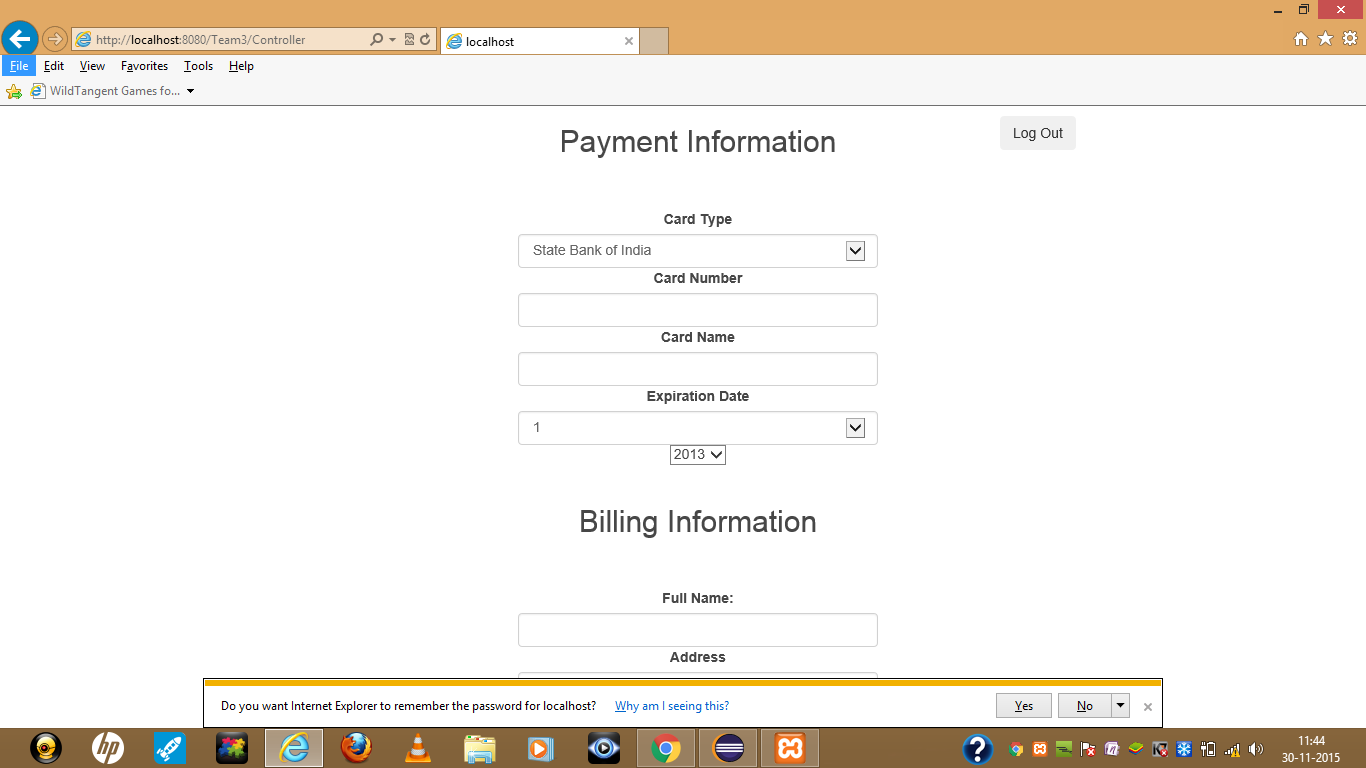 http://localhost:8080/Team3/Controller
localhost
File Edit View Favorites Tools Help
WildTangent Games fo...
Payment Information
Log Out
Card Type
State Bank of India
Card Number
Card Name
Expiration Date
1
2013
Billing Information
Full Name:
Address
Do you want Internet Explorer to remember the password for localhost? Why am I seeing this? Yes No
hp
11:44
30-11-2015